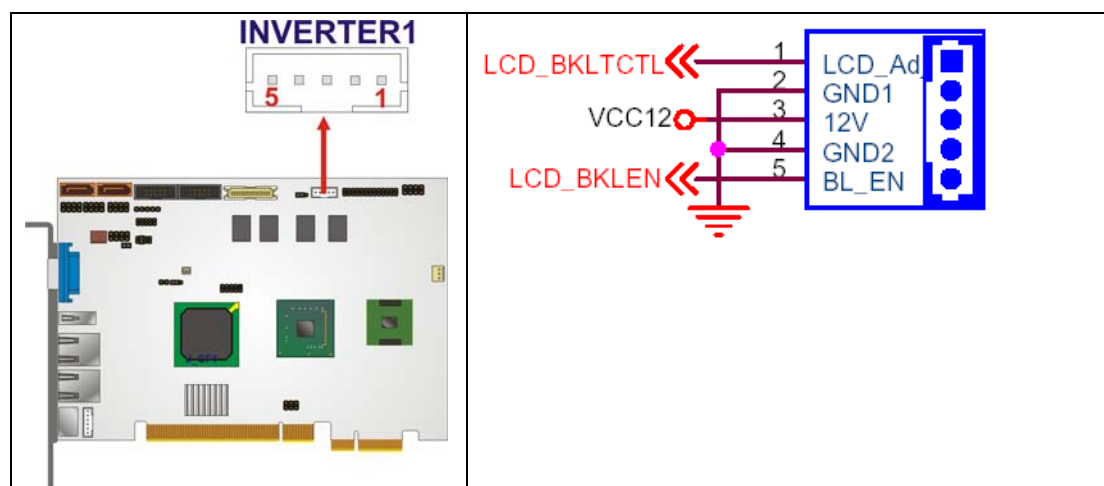 INVERTER1
5 1
LCD_BKLTCTL 1 LCD_Ad
2 GND1
VCC12 3 12V
4 GND2
LCD_BKLEN 5 BL_EN